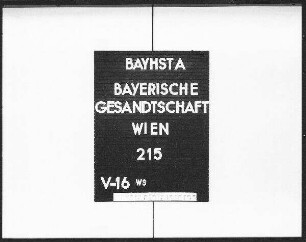 BAYHSTA
BAYERISCHE
GESANDTSCHAFT
WIEN
215
V-16 WS